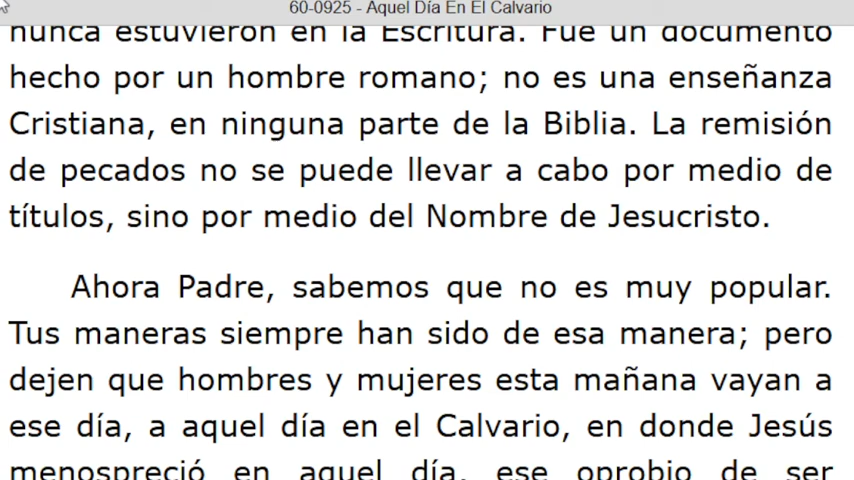 60-0925 - Aquel Día En El Calvario
nunca estuvieron en la Escritura. Fue un documento
hecho por un hombre romano; no es una enseñanza
Cristiana, en ninguna parte de la Biblia. La remisión
de pecados no se puede llevar a cabo por medio de
títulos, sino por medio del Nombre de Jesucristo.
Ahora Padre, sabemos que no es muy popular.
Tus maneras siempre han sido de esa manera; pero
dejen que hombres y mujeres esta mañana vayan a
ese día, a aquel día en el Calvario, en donde Jesús
menospreció en aquel día, ese oprobio de ser